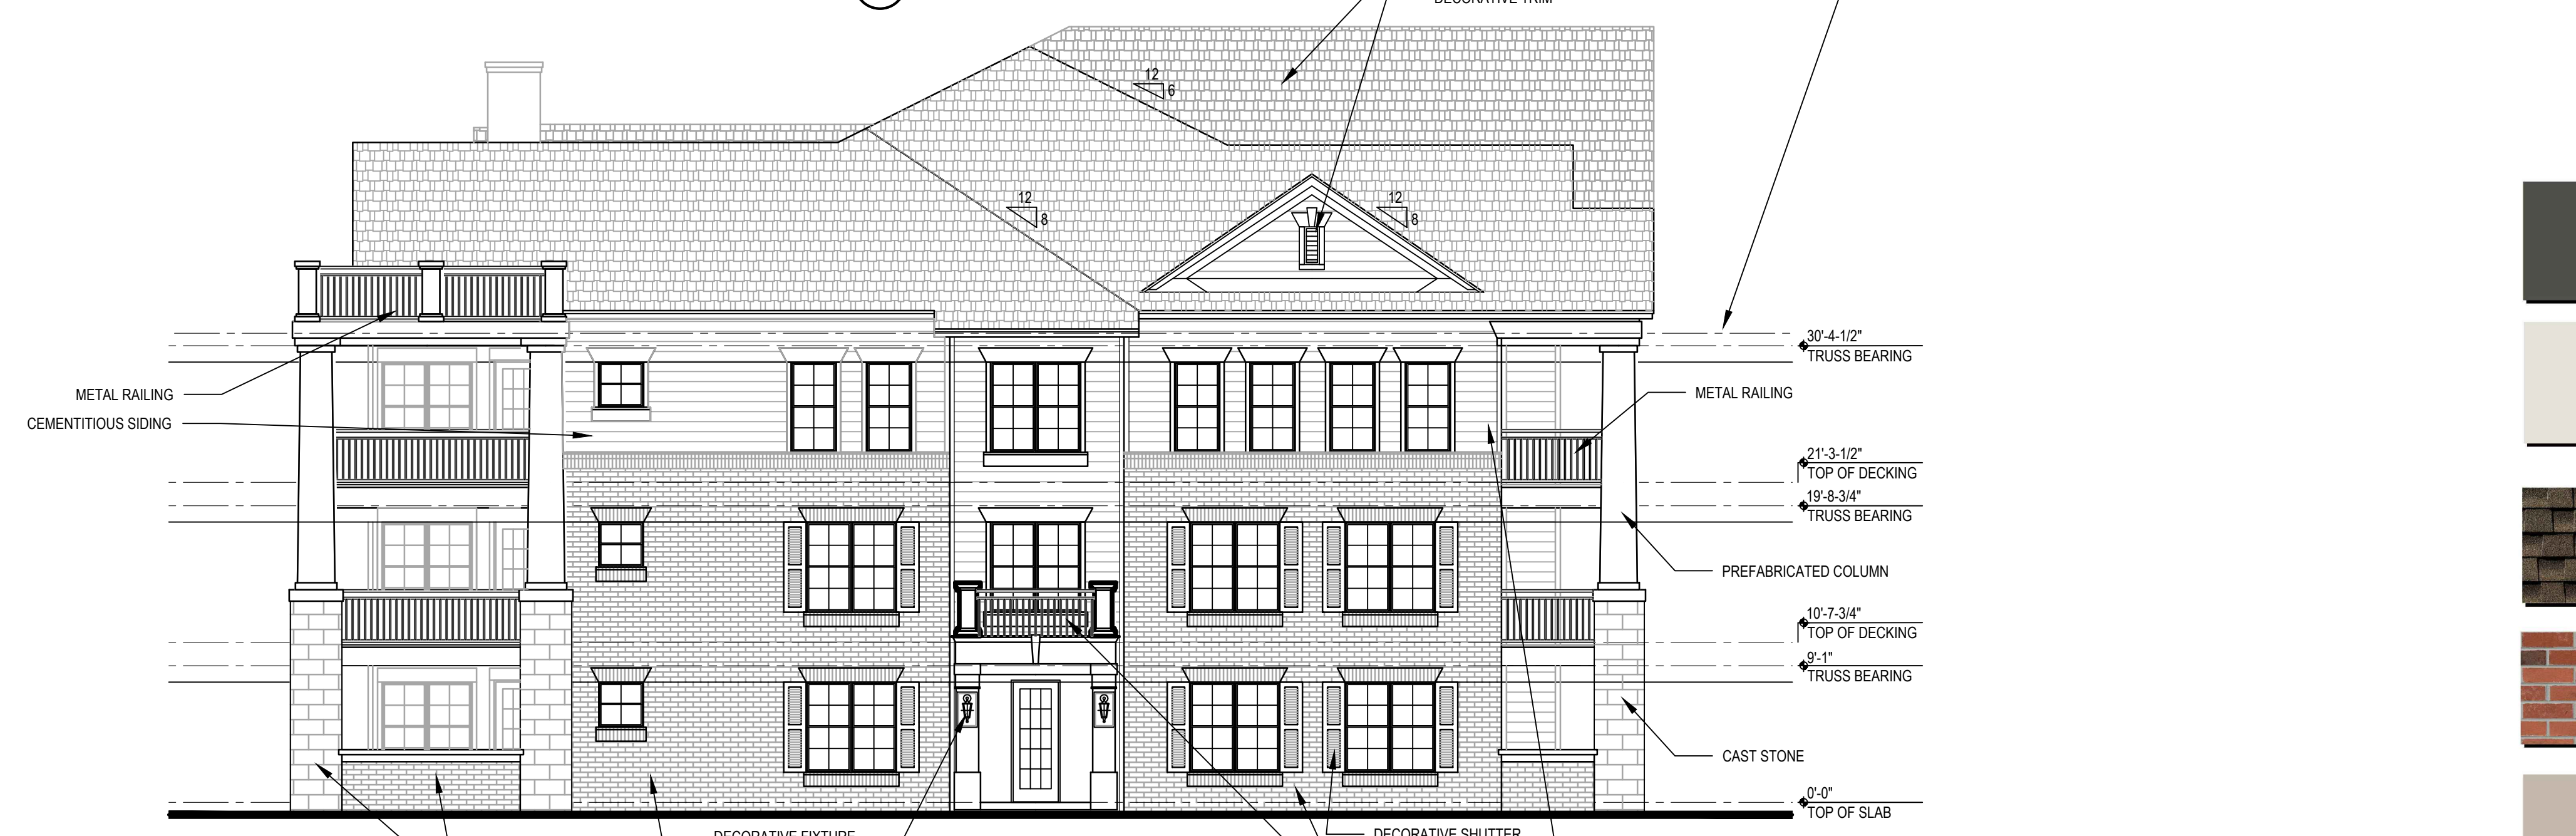 DECORATIVE TRIM
12
6
12
8
12
8
30'-4-1/2"
TRUSS BEARING
METAL RAILING
METAL RAILING
CEMENTITIOUS SIDING
21'-3-1/2"
TOP OF DECKING
19'-8-3/4"
TRUSS BEARING
PREFABRICATED COLUMN
10'-7-3/4"
TOP OF DECKING
9'-1"
TRUSS BEARING
CAST STONE
0'-0"
TOP OF SLAB
DECORATIVE FIXTURE
DECORATIVE SHUTTER